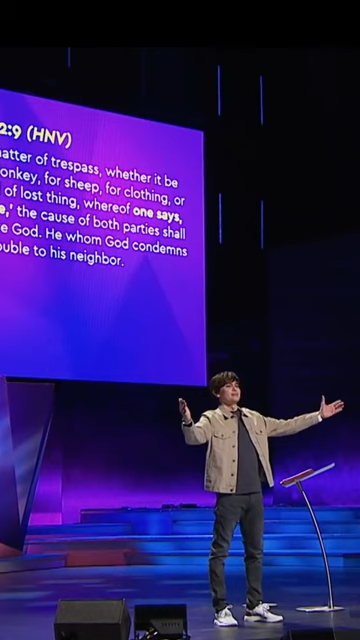 2:9 (HNV)
atter of trespass, whether it be
onkey, for sheep, for clothing, or
of lost thing, whereof one says,
e,' the cause of both parties shall
e God. He whom God condemns
ouble to his neighbor.